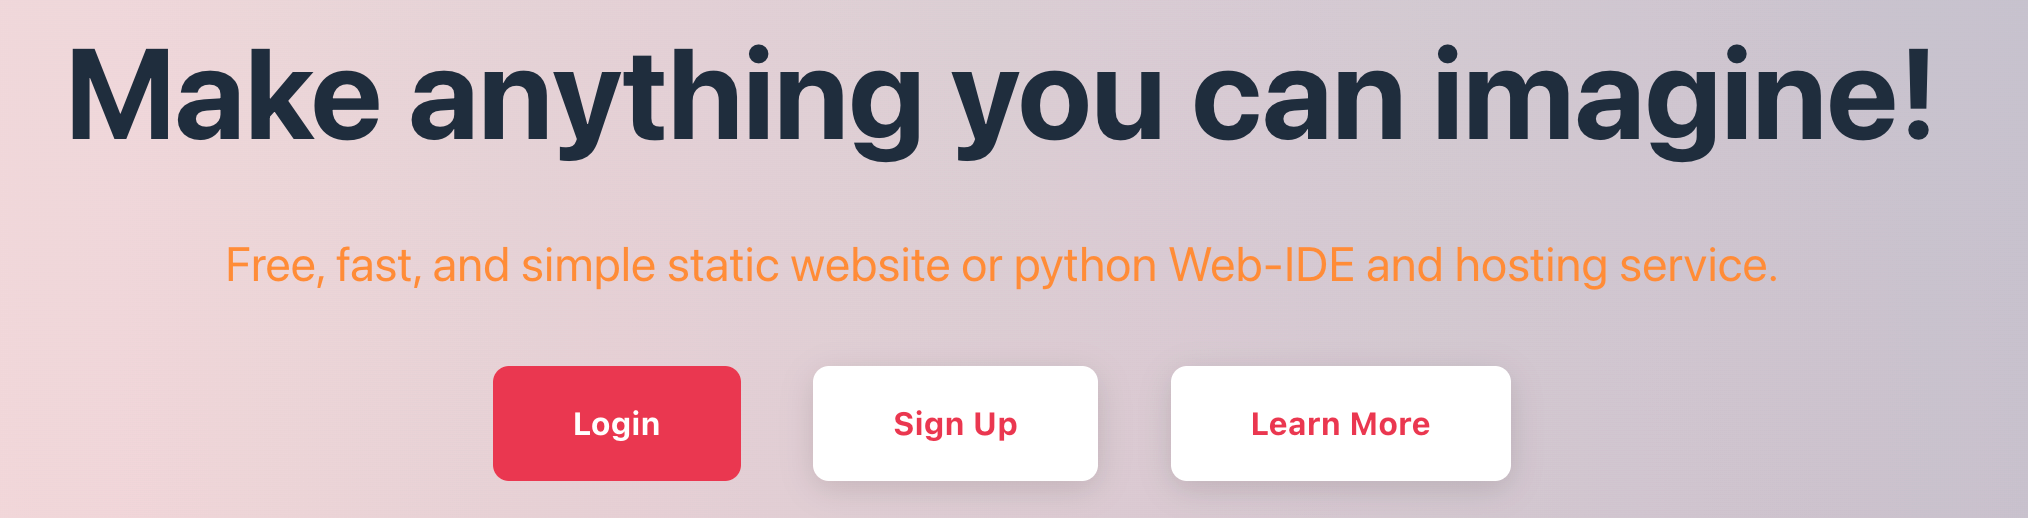 Make anything you can imagine!
Free, fast, and simple static website or python Web-IDE and hosting service.
Login
Sign Up
Learn More